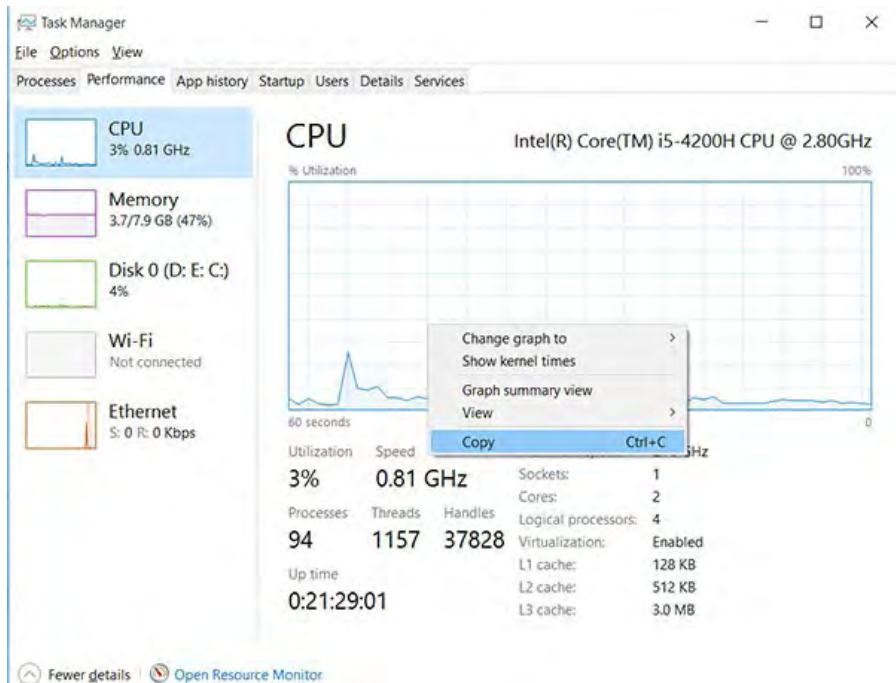 Task Manager
File Options View
Processes Performance App history Startup Users Details Services
CPU
3% 0.81 GHz
Memory
3.7/7.9 GB (47%)
Disk 0 (D: E: C:)
4%
Wi-Fi
Not connected
Ethernet
S: 0 R: 0 Kbps
CPU
Intel(R) Core(TM) i5-4200H CPU @ 2.80GHz
% Utilization 100%
Change graph to
Show kernel times
Graph summary view
View
Copy Ctrl+C
60 seconds 0
Utilization Speed
3% 0.81 GHz
Processes Threads Handles
94 1157 37828
Up time
0:21:29:01
GHz
Sockets: 1
Cores: 2
Logical processors: 4
Virtualization: Enabled
L1 cache: 128 KB
L2 cache: 512 KB
L3 cache: 3.0 MB
Fewer details Open Resource Monitor